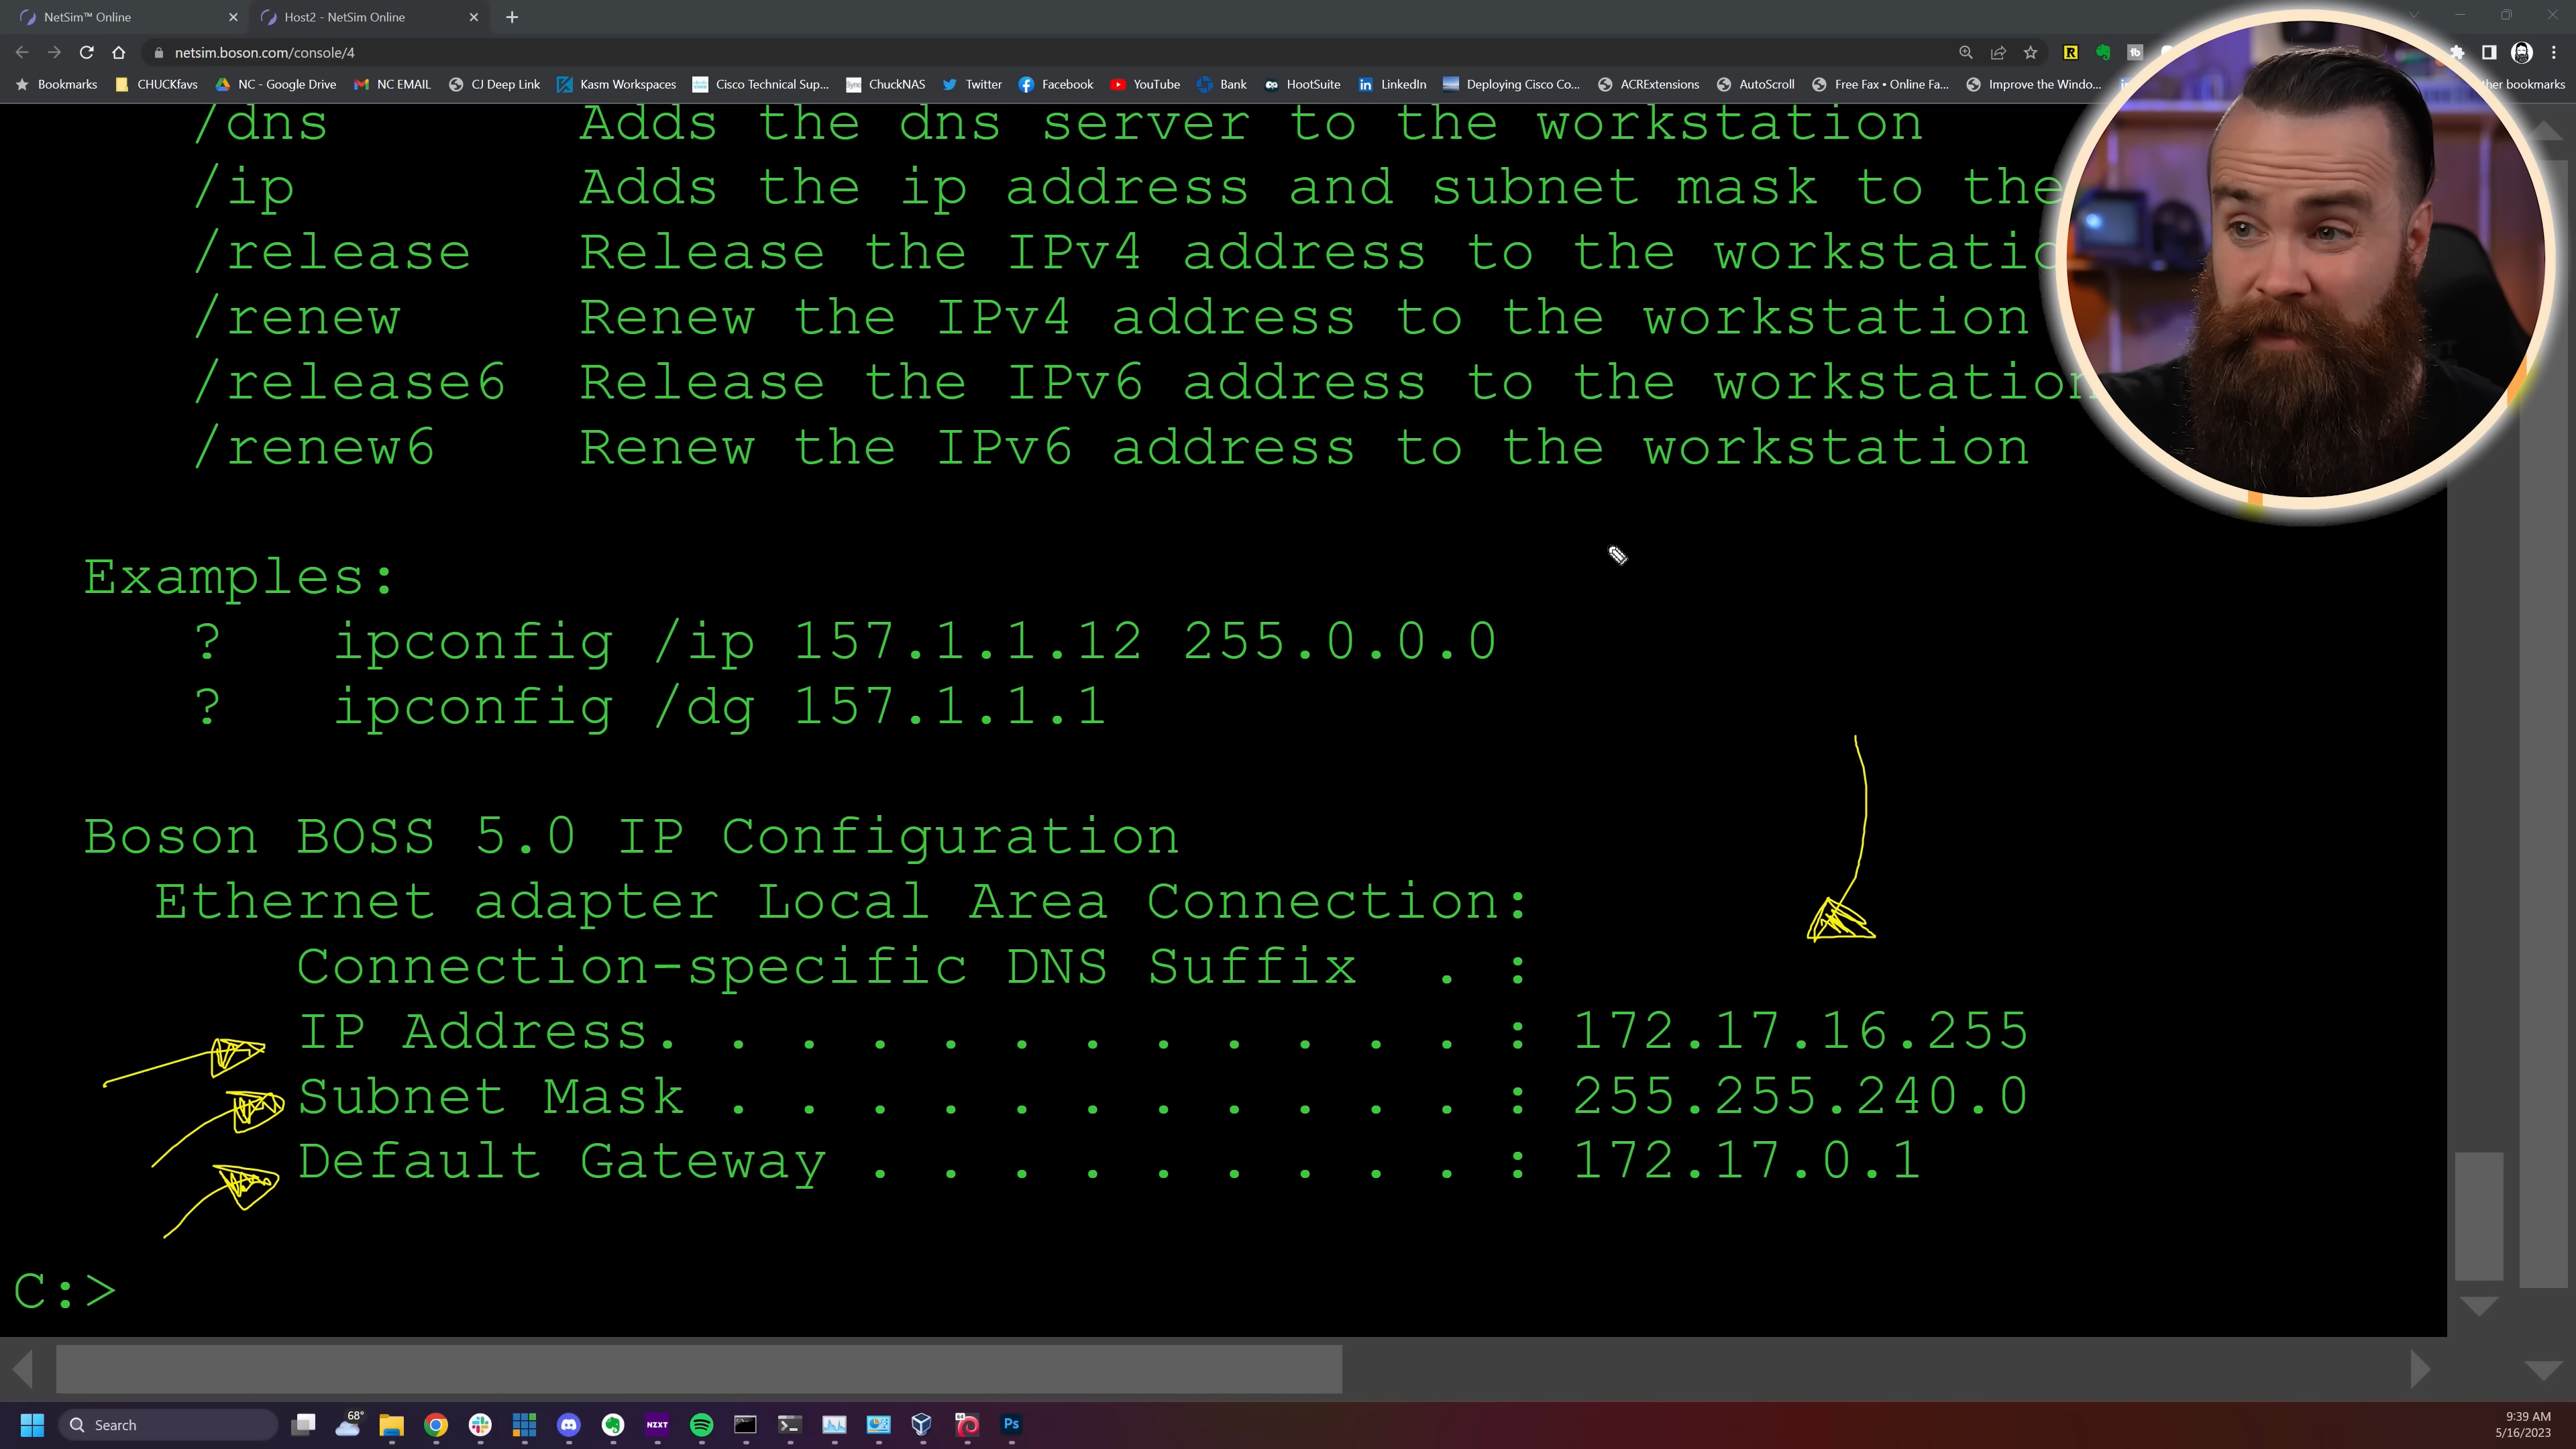 NetSim™ Online
Host2 - NetSim Online
netsim.boson.com/console/4
Bookmarks CHUCKfavs NC - Google Drive NC EMAIL CJ Deep Link Kasm Workspaces Cisco Technical Sup... ChuckNAS Twitter Facebook YouTube Bank HootSuite LinkedIn Deploying Cisco Co... ACRExtensions AutoScroll Free Fax • Online Fa... Improve the Windo... her bookmarks
/dns Adds the dns server to the workstation
/ip Adds the ip address and subnet mask to the
/release Release the IPv4 address to the workstatio
/renew Renew the IPv4 address to the workstation
/release6 Release the IPv6 address to the workstation
/renew6 Renew the IPv6 address to the workstation
Examples:
? ipconfig /ip 157.1.1.12 255.0.0.0
? ipconfig /dg 157.1.1.1
Boson BOSS 5.0 IP Configuration
Ethernet adapter Local Area Connection:
Connection-specific DNS Suffix . :
IP Address. . . . . . . . . . . . : 172.17.16.255
Subnet Mask . . . . . . . . . . . : 255.255.240.0
Default Gateway . . . . . . . . . : 172.17.0.1
C:>
Search
68°
NZXT
Ps
9:39 AM
5/16/2023